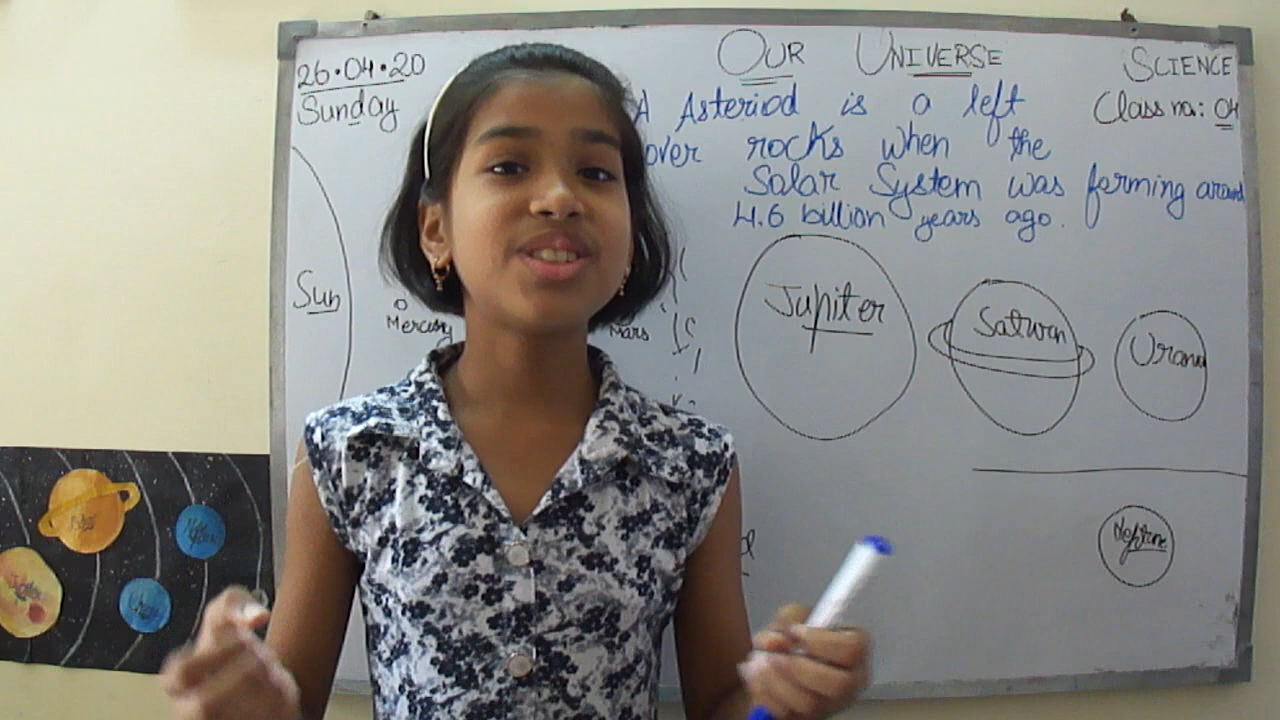 26.04.20
Sunday
OUR UNIVERSE
SCIENCE
Class no: 04
A Asteriod is a left
over rocks when the
Solar System was forming around
4.6 billion years ago.
Sun
Mercury
Mars
Jupiter
Saturn
Uranus
Neptune